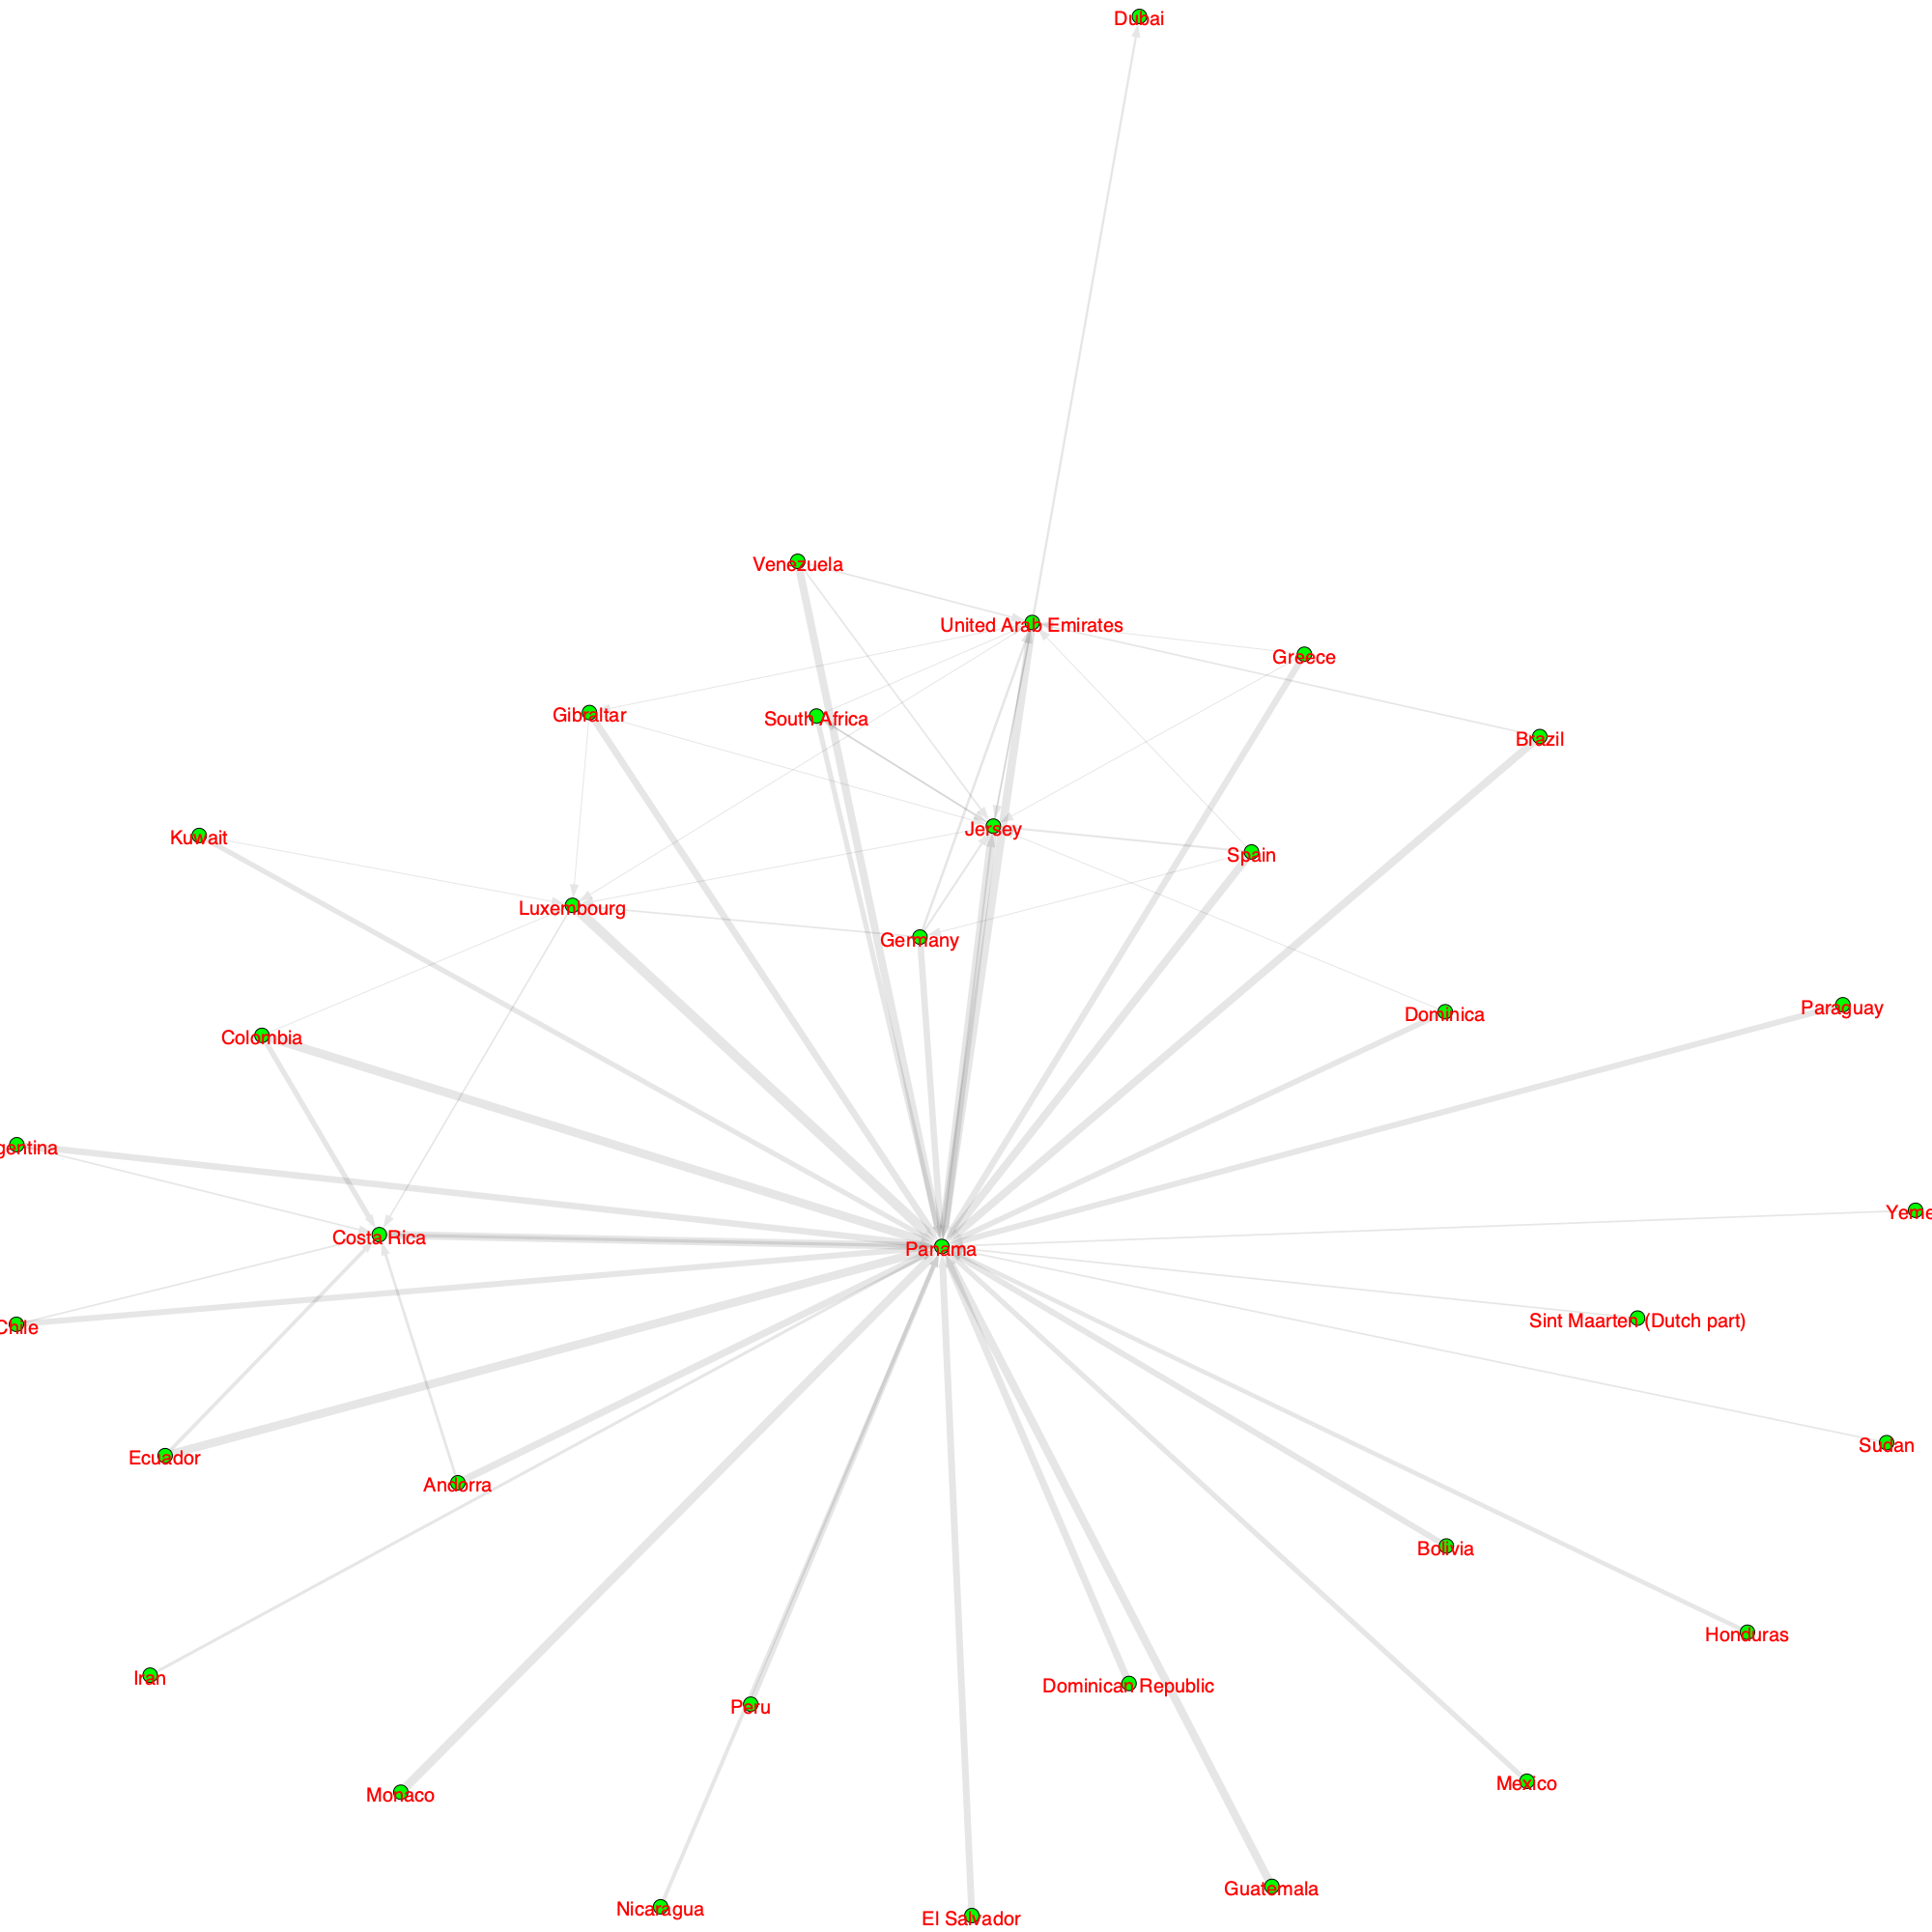 Dubai
Venezuela
United Arab Emirates
Greece
Gibraltar
South Africa
Brazil
Kuwait
Jersey
Spain
Luxembourg
Germany
Colombia
Dominica
Paraguay
gentina
Costa Rica
Panama
Yeme
Chile
Sint Maarten (Dutch part)
Ecuador
Andorra
Sudan
Bolivia
Iran
Peru
Dominican Republic
Honduras
Monaco
Mexico
Nicaragua
El Salvador
Guatemala